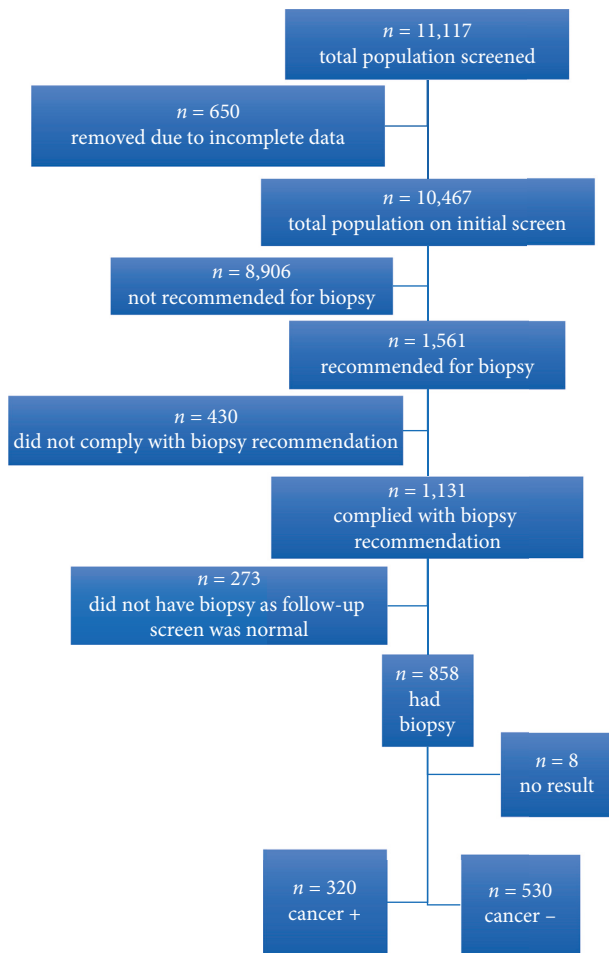 n = 11,117
total population screened
n = 650
removed due to incomplete data
n = 10,467
total population on initial screen
n = 8,906
not recommended for biopsy
n = 1,561
recommended for biopsy
n = 430
did not comply with biopsy recommendation
n = 1,131
complied with biopsy
recommendation
n = 273
did not have biopsy as follow-up
screen was normal
n = 858
had
biopsy
n = 8
no result
n = 320
cancer +
n = 530
cancer –